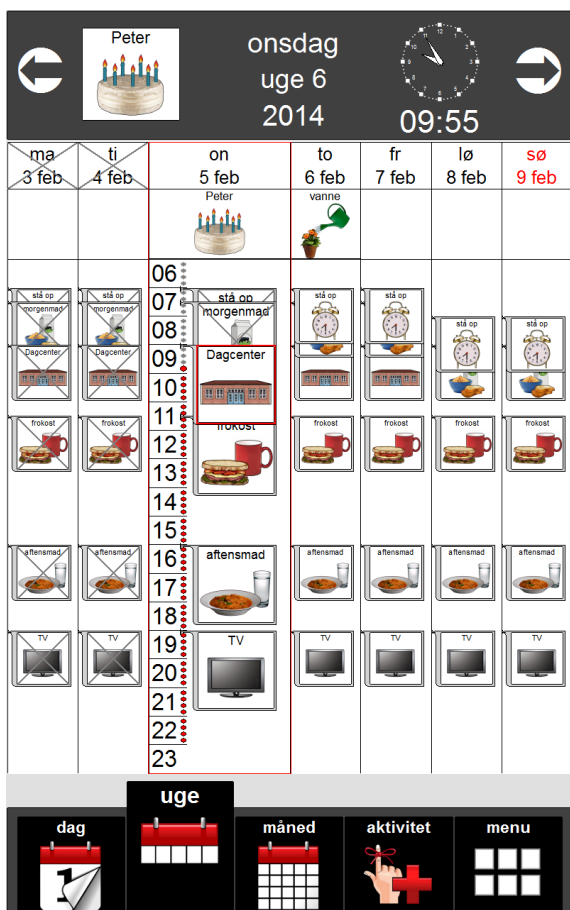 Peter
onsdag
uge 6
2014
09:55
ma ti on to fr lø sø
3 feb 4 feb 5 feb 6 feb 7 feb 8 feb 9 feb
Peter vanne
06
07
08
09
10
11
12
13
14
15
16
17
18
19
20
21
22
23
stå op stå op stå op stå op stå op
morgenmad morgenmad morgenmad
stå op stå op
Dagcenter Dagcenter Dagcenter
frokost frokost frokost frokost frokost frokost frokost
aftensmad aftensmad aftensmad aftensmad aftensmad aftensmad aftensmad
TV TV TV TV TV TV TV
uge
dag måned aktivitet menu